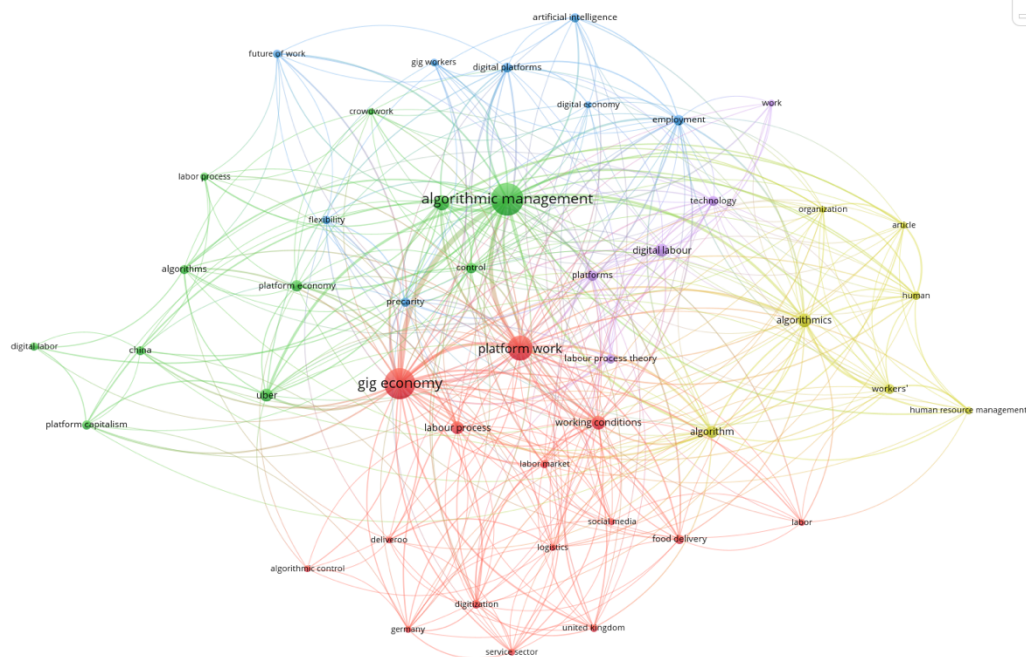 artificial intelligence
future of work
gig workers
digital platforms
digital economy
work
crowdwork
employment
labor process
algorithmic management
technology
organization
flexibility
article
digital labour
algorithms
control
platforms
platform economy
human
precarity
algorithmics
digital labor
china
platform work
labour process theory
gig economy
workers'
uber
human resource management
platform capitalism
labour process
working conditions
algorithm
labor market
social media
labor
deliveroo
logistics
food delivery
algorithmic control
digitization
germany
united kingdom
service sector